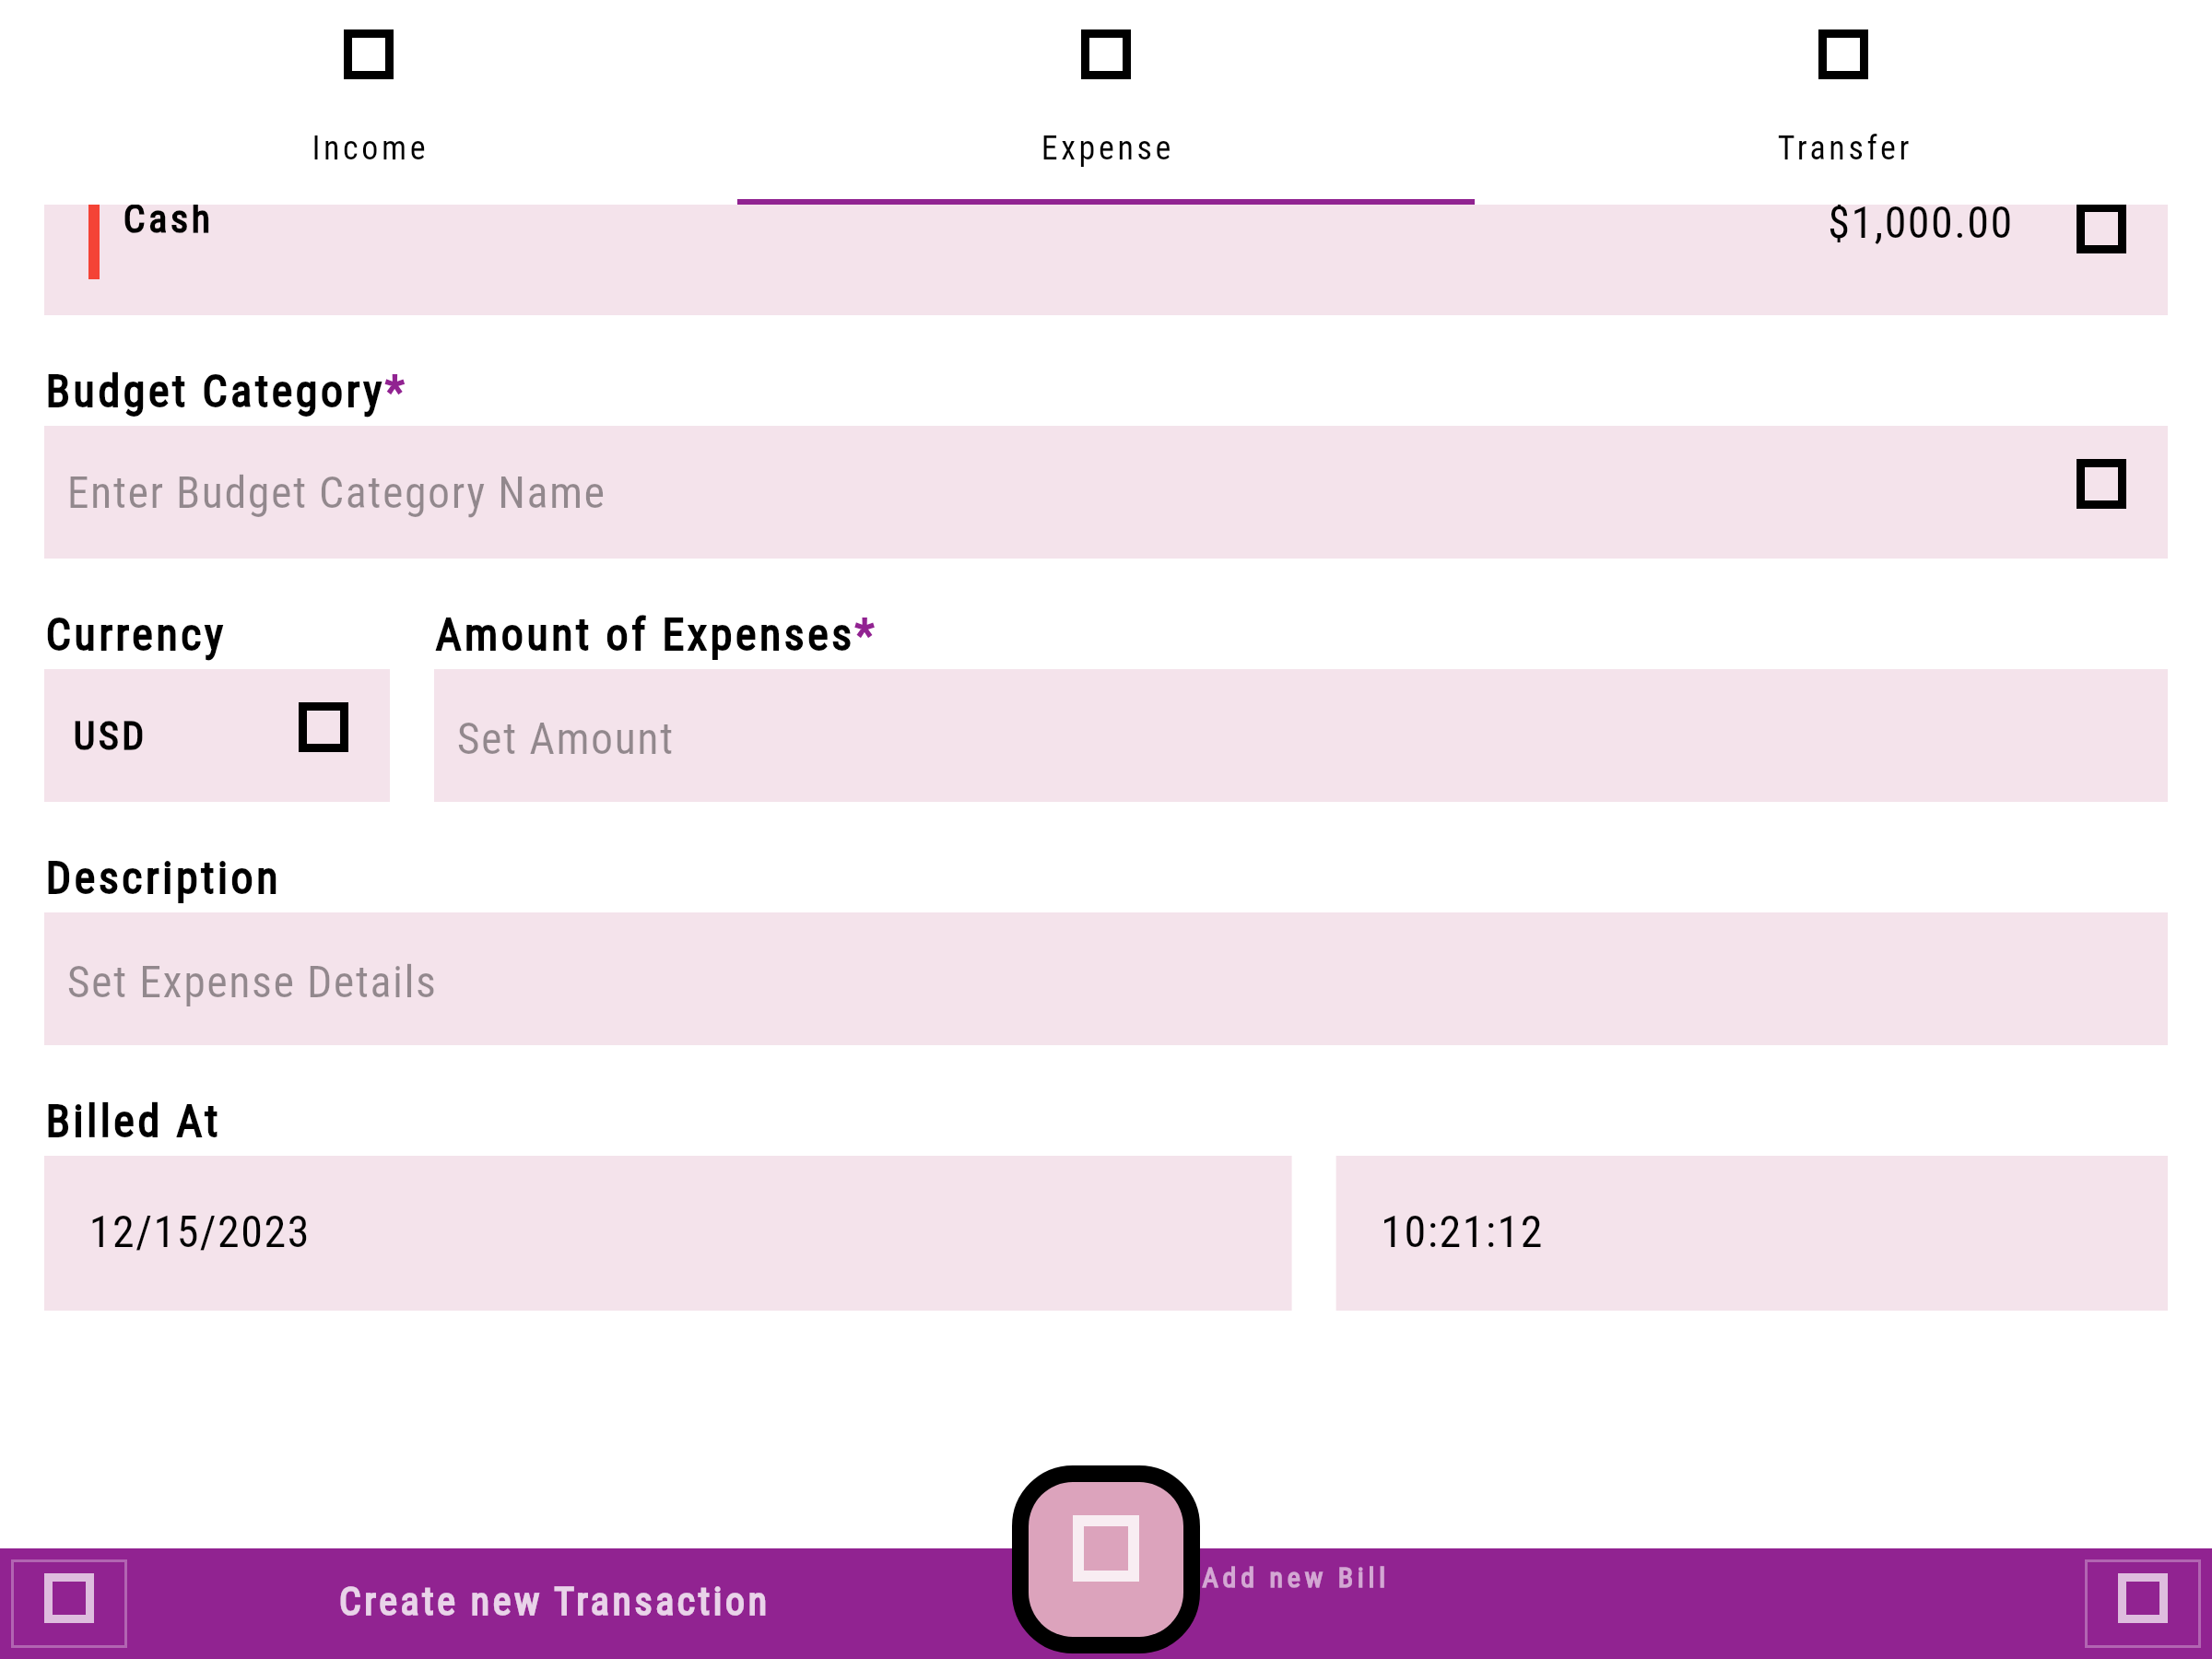 Income
Expense
Transfer
Cash
$1,000.00
Budget Category*
Enter Budget Category Name
Currency
Amount of Expenses*
USD
Set Amount
Description
Set Expense Details
Billed At
12/15/2023
10:21:12
Create new Transaction
Add new Bill